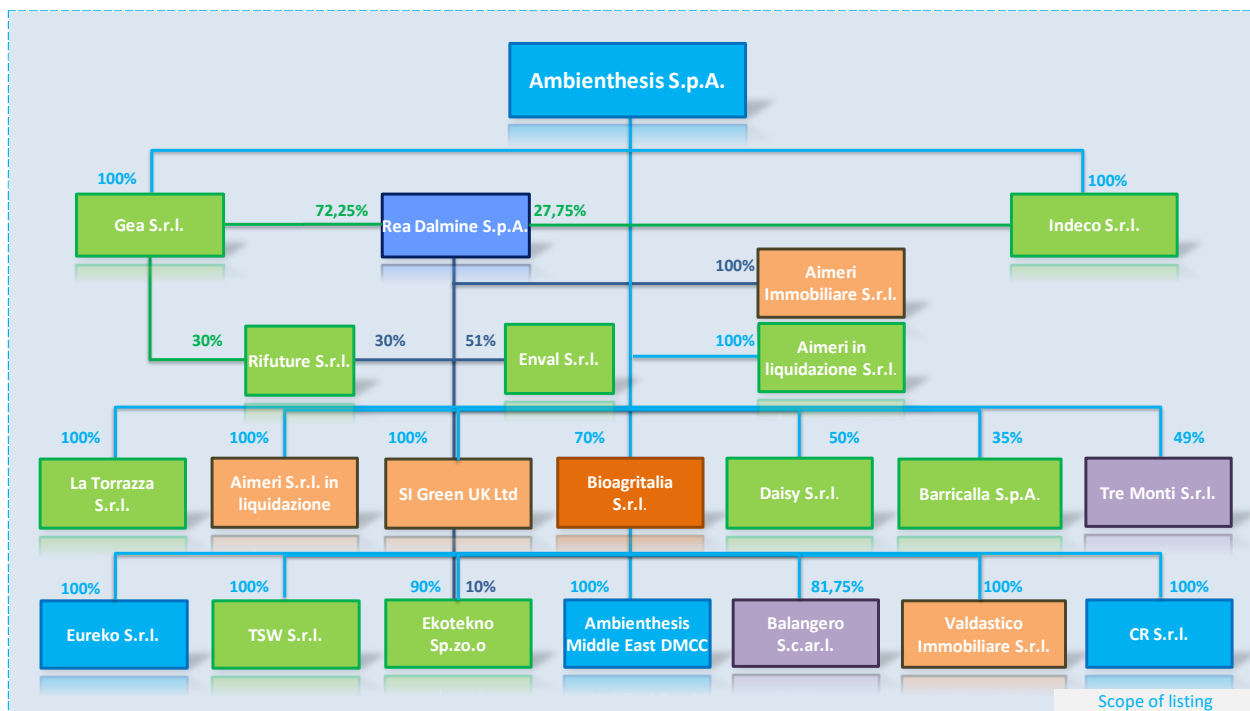 Ambienthesis S.p.A.
100%
100%
Gea S.r.l.
72,25%
Rea Dalmine S.p.A.
27,75%
Indeco S.r.l.
100%
Aimeri
Immobiliare S.r.l.
30%
Rifuture S.r.l.
30%
51%
Enval S.r.l.
100%
Aimeri in
liquidazione S.r.l.
100%
100%
100%
70%
50%
35%
49%
La Torrazza
S.r.l.
Aimeri S.r.l. in
liquidazione
SI Green UK Ltd
Bioagritalia
S.r.l.
Daisy S.r.l.
Barricalla S.p.A.
Tre Monti S.r.l.
100%
100%
90%
10%
100%
81,75%
100%
100%
Eureko S.r.l.
TSW S.r.l.
Ekotekno
Sp.zo.o
Ambienthesis
Middle East DMCC
Balangero
S.c.ar.l.
Valdastico
Immobiliare S.r.l.
CR S.r.l.
Scope of listing